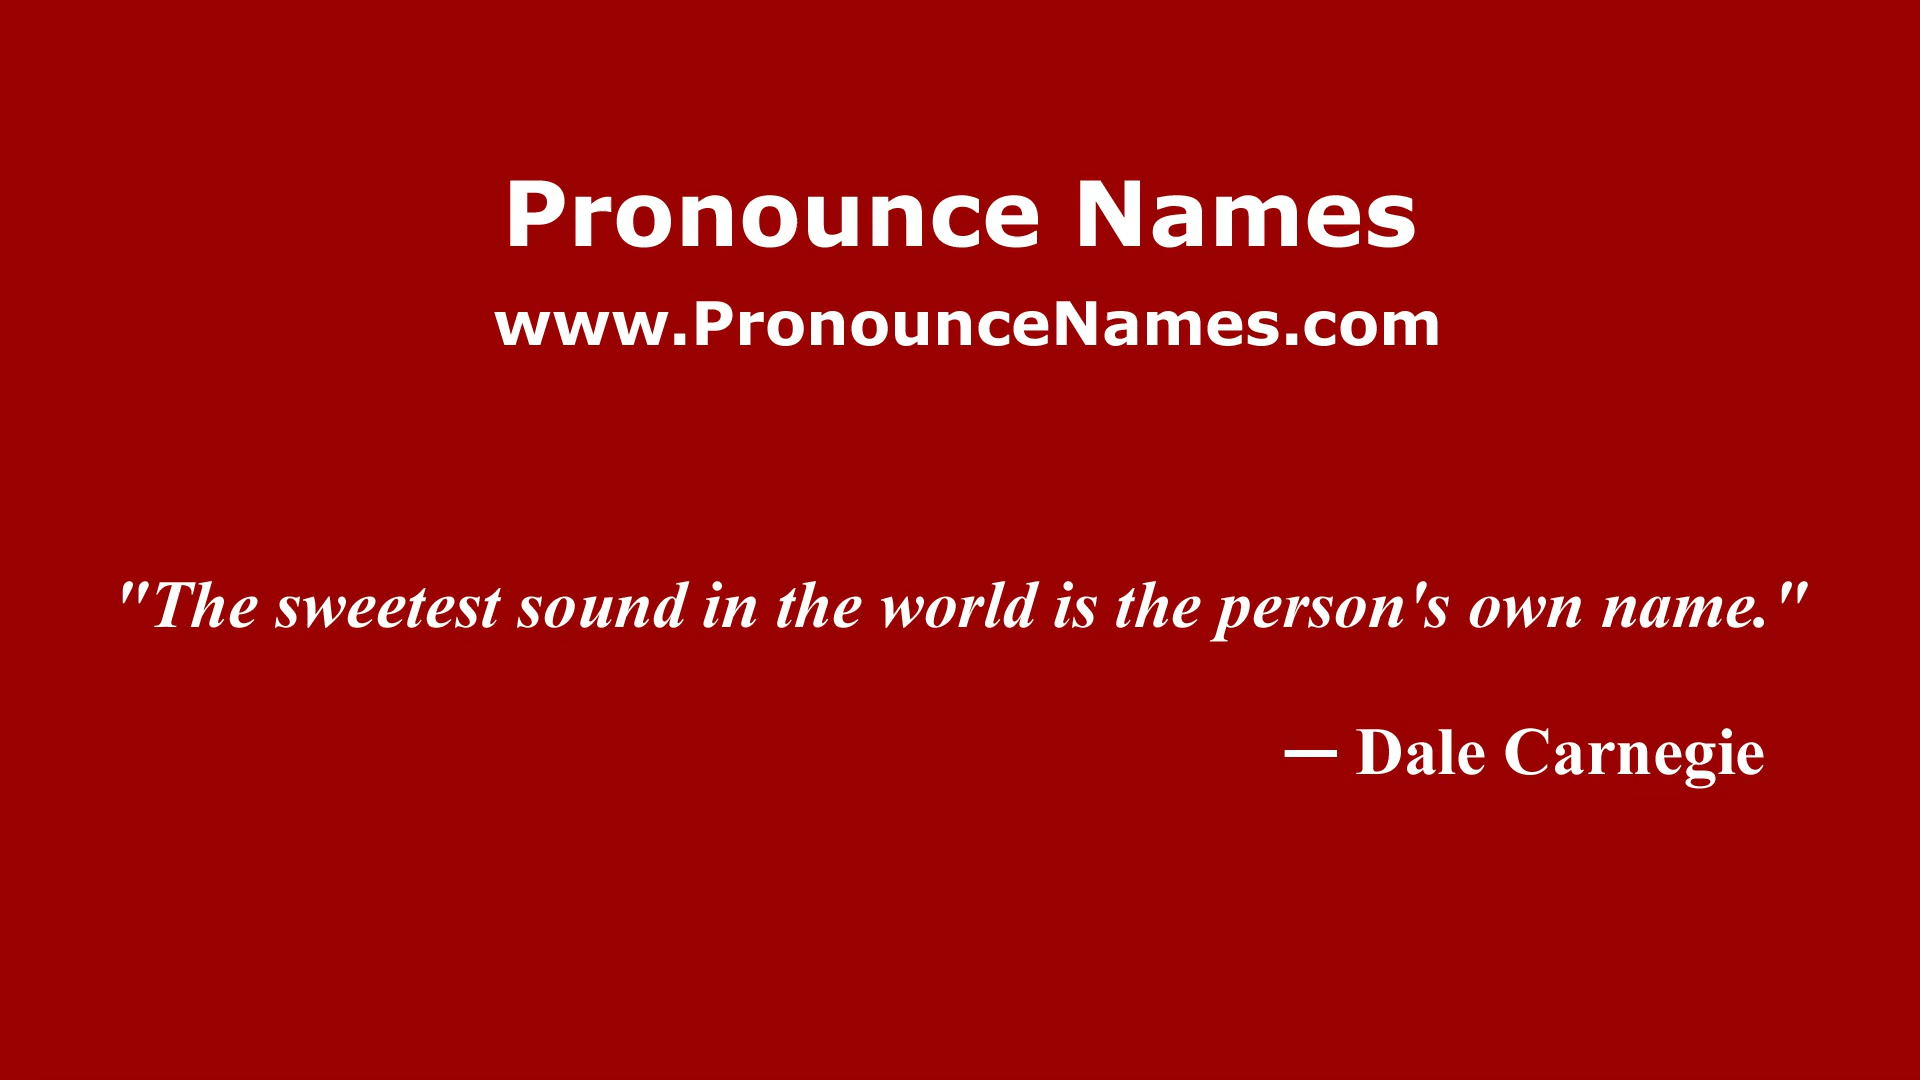 Pronounce Names
www.PronounceNames.com
"The sweetest sound in the world is the person's own name."
— Dale Carnegie